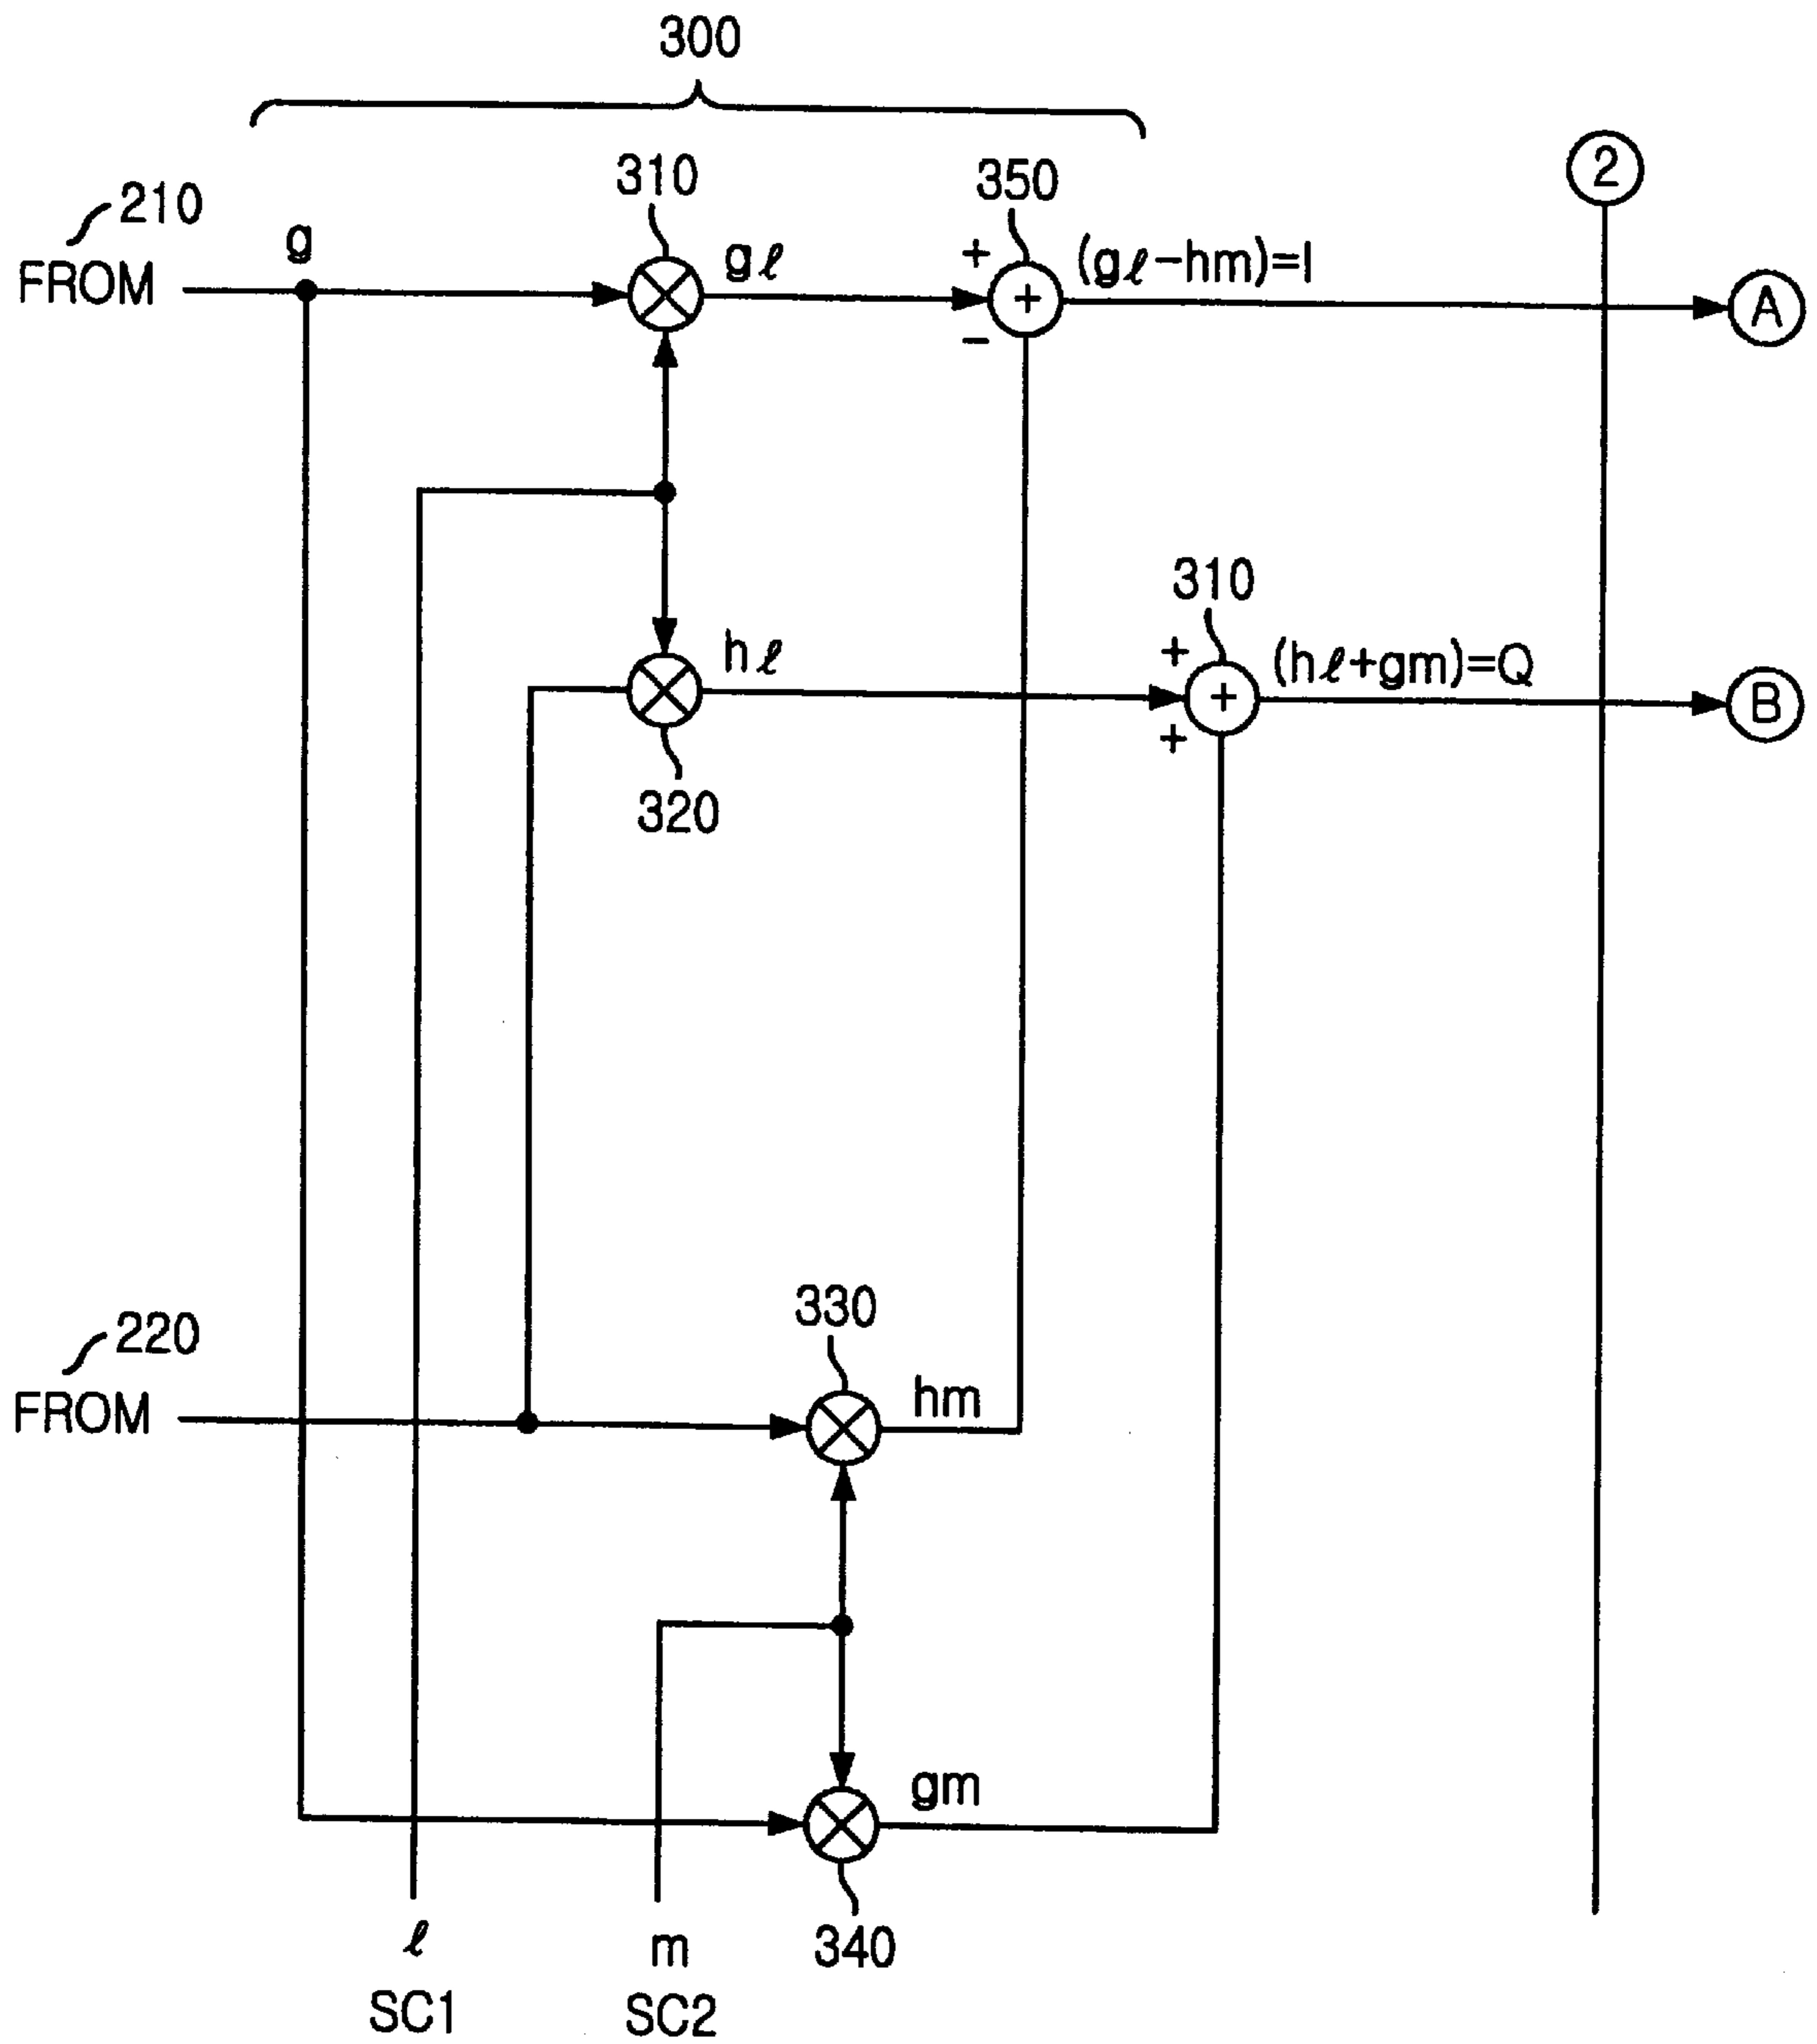 300
310
350
2
210
g
gℓ
+
(gℓ-hm)=I
FROM
+
A
-
310
hℓ
+
(hℓ+gm)=Q
+
B
+
320
330
220
hm
FROM
gm
340
ℓ
m
SC1
SC2